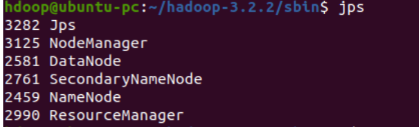 hdoop@ubuntu-pc:~/hadoop-3.2.2/sbin$ jps
3282 Jps
3125 NodeManager
2581 DataNode
2761 SecondaryNameNode
2459 NameNode
2990 ResourceManager